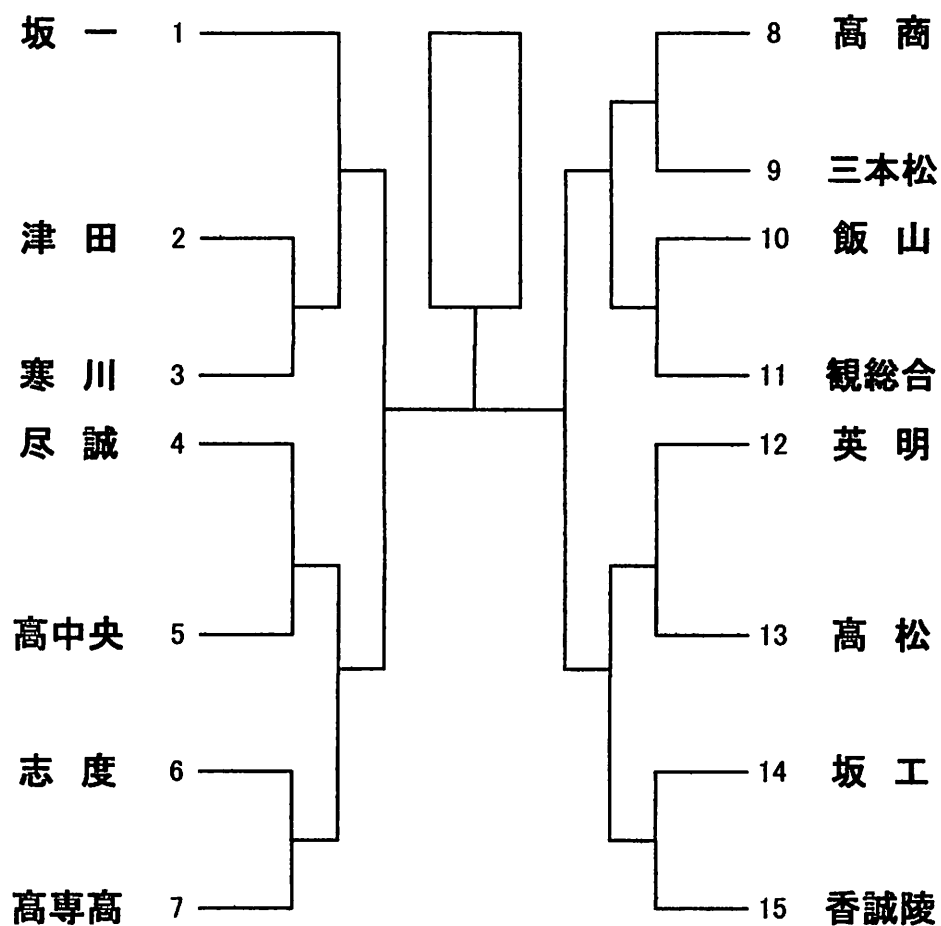 坂一 1
津田 2
寒川 3
尽誠 4
高中央 5
志度 6
高専高 7
8 高商
9 三本松
10 飯山
11 観総合
12 英明
13 高松
14 坂工
15 香誠陵